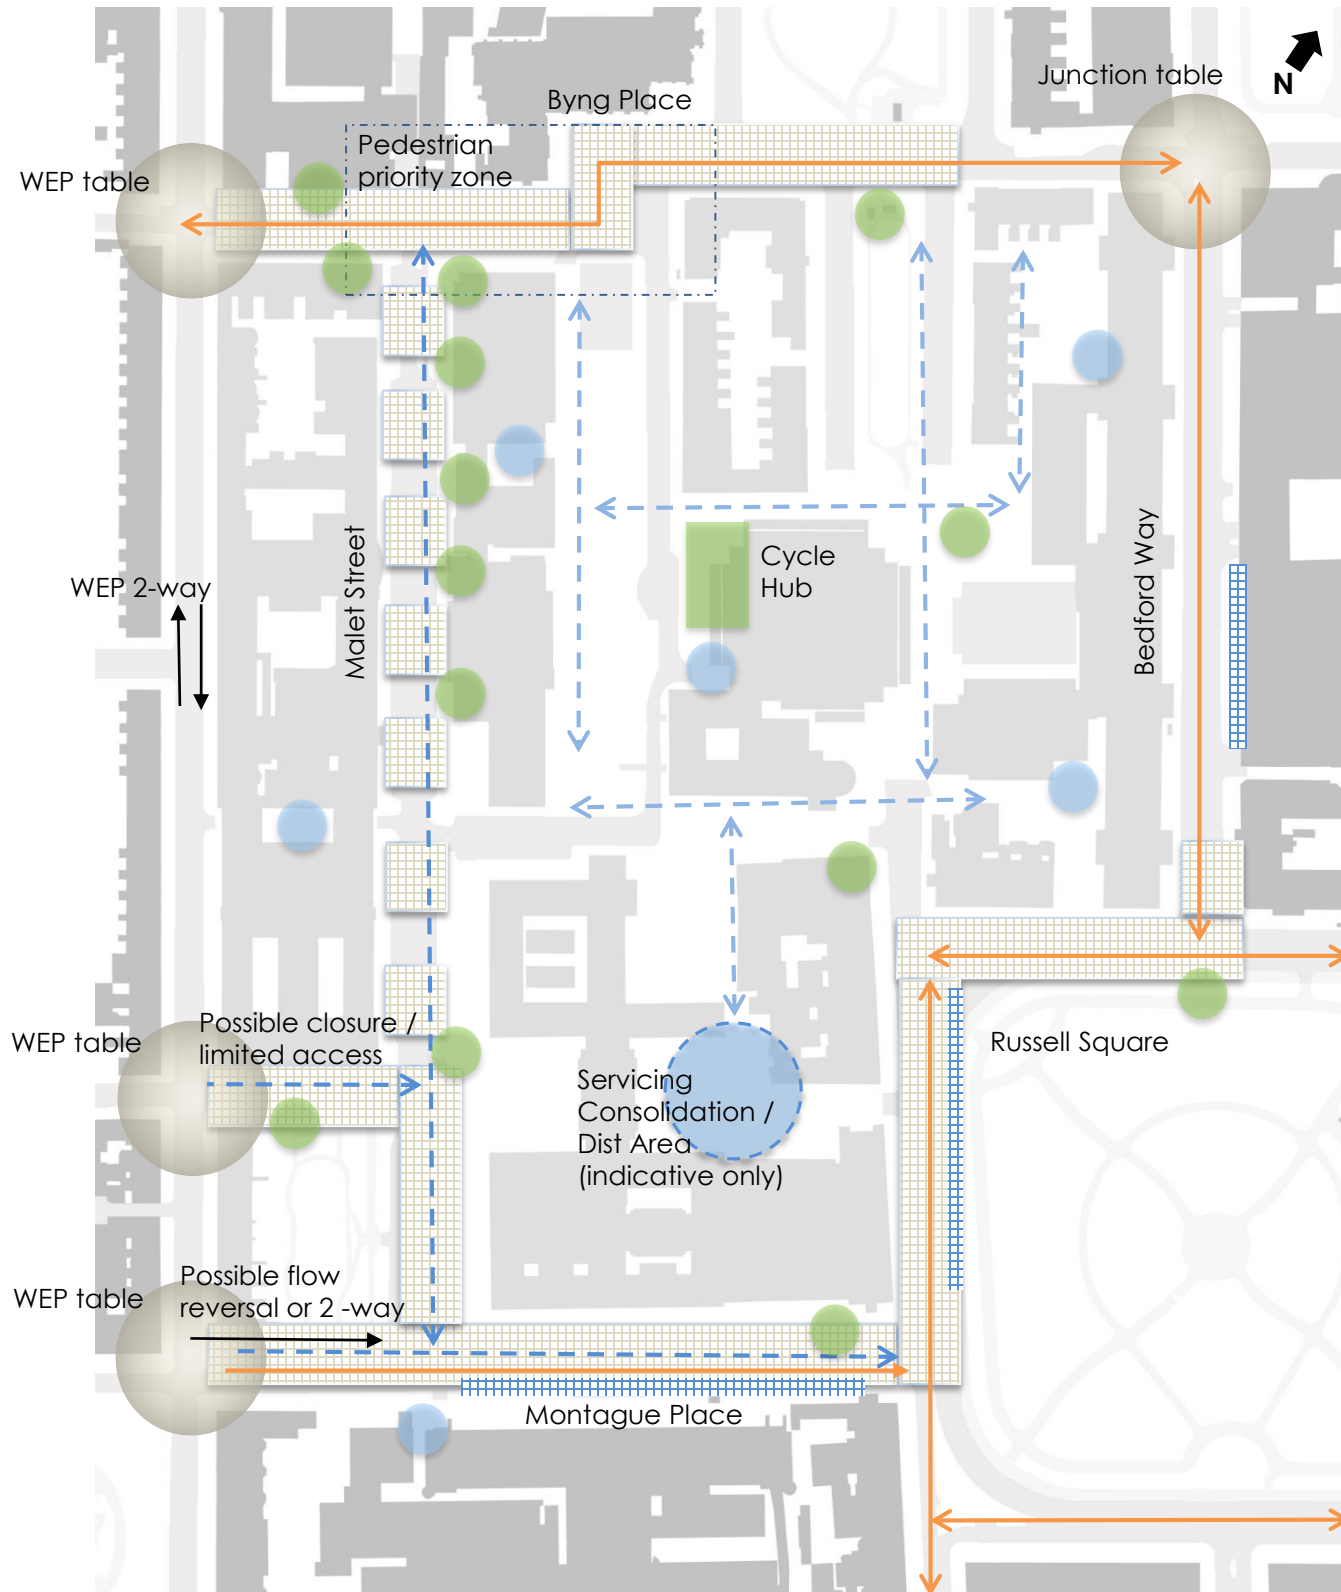 Junction table
N
Byng Place
Pedestrian
priority zone
WEP table
Cycle
Hub
Malet Street
Bedford Way
WEP 2-way
WEP table
Possible closure /
limited access
Russell Square
Servicing
Consolidation /
Dist Area
(indicative only)
WEP table
Possible flow
reversal or 2 -way
Montague Place